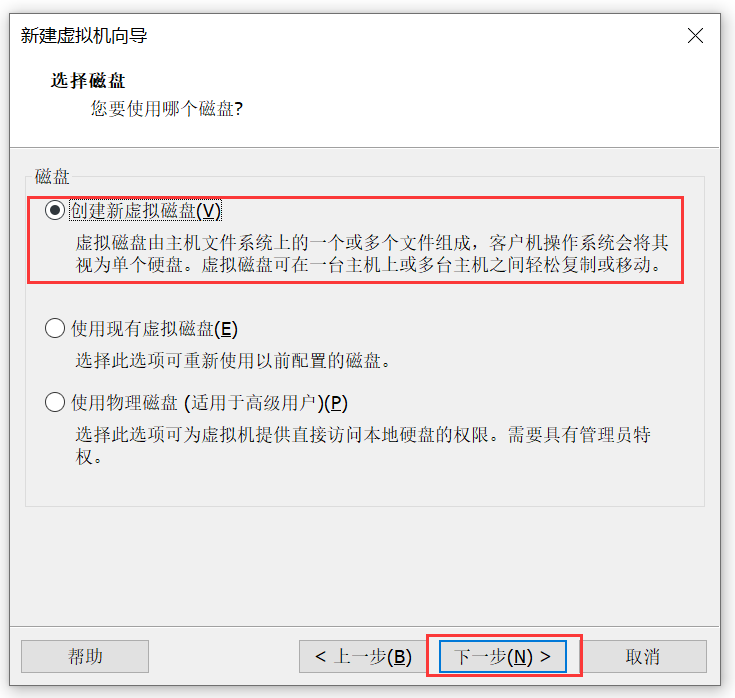 新建虚拟机向导
选择磁盘
您要使用哪个磁盘?
磁盘
创建新虚拟磁盘(V)
虚拟磁盘由主机文件系统上的一个或多个文件组成，客户机操作系统会将其
视为单个硬盘。虚拟磁盘可在一台主机上或多台主机之间轻松复制或移动。
使用现有虚拟磁盘(E)
选择此选项可重新使用以前配置的磁盘。
使用物理磁盘 (适用于高级用户)(P)
选择此选项可为虚拟机提供直接访问本地硬盘的权限。需要具有管理员特
权。
帮助
< 上一步(B)
下一步(N) >
取消